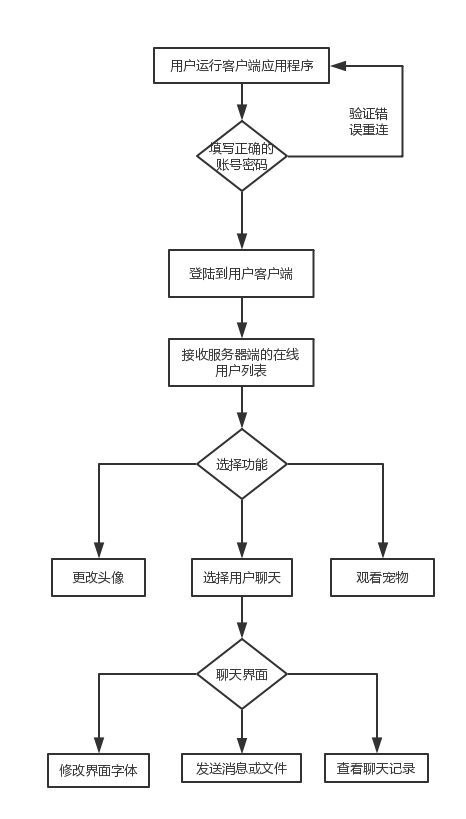 用户运行客户端应用程序
验证错
误重连
填写正确的
账号密码
登陆到用户客户端
接收服务器端的在线
用户列表
选择功能
更改头像
选择用户聊天
观看宠物
聊天界面
修改界面字体
发送消息或文件
查看聊天记录